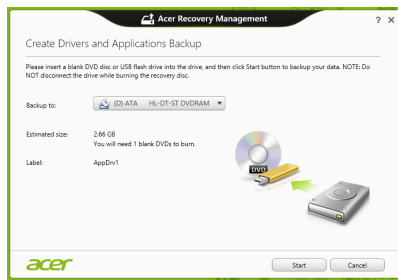 Acer Recovery Management
? X
Create Drivers and Applications Backup
Please insert a blank DVD disc or USB flash drive into the drive, and then click Start button to backup your data. NOTE: Do
NOT disconnect the drive while burning the recovery disc.
Backup to: (D) ATA HL-DT-ST DVDRAM
Estimated size: 2.66 GB
You will need 1 blank DVDs to burn.
Label: AppDrv1
DVD
acer
Start Cancel